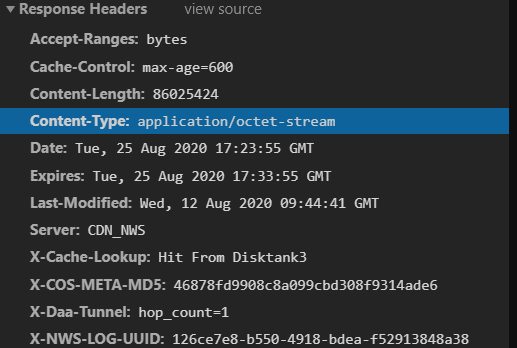 Response Headers view source
Accept-Ranges: bytes
Cache-Control: max-age=600
Content-Length: 86025424
Content-Type: application/octet-stream
Date: Tue, 25 Aug 2020 17:23:55 GMT
Expires: Tue, 25 Aug 2020 17:33:55 GMT
Last-Modified: Wed, 12 Aug 2020 09:44:41 GMT
Server: CDN_NWS
X-Cache-Lookup: Hit From Disktank3
X-COS-META-MD5: 46878fd9908c8a099cbd308f9314ade6
X-Daa-Tunnel: hop_count=1
X-NWS-LOG-UUID: 126ce7e8-b550-4918-bdea-f52913848a38